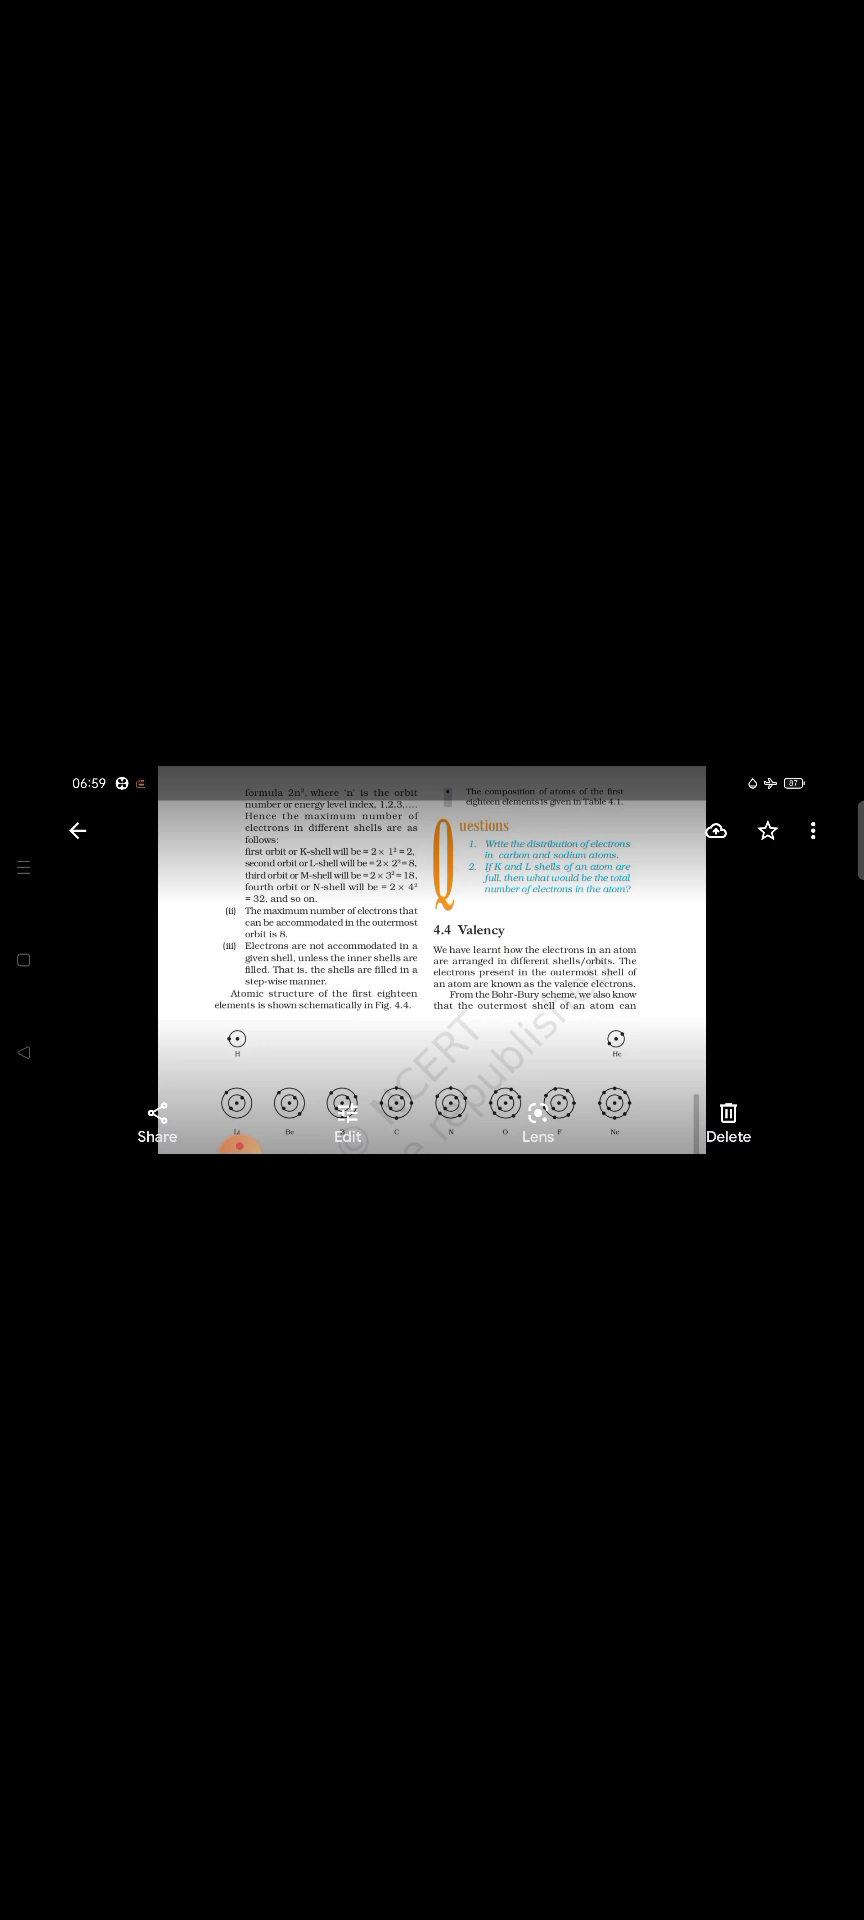 06:59
87
formula 2n², where 'n' is the orbit
number or energy level index, 1,2,3,....
Hence the maximum number of
electrons in different shells are as
follows:
first orbit or K-shell will be = 2 × 1² = 2,
second orbit or L-shell will be = 2 × 2² = 8,
third orbit or M-shell will be = 2 × 3² = 18,
fourth orbit or N-shell will be = 2 × 4²
= 32, and so on.
(ii) The maximum number of electrons that
can be accommodated in the outermost
orbit is 8.
(iii) Electrons are not accommodated in a
given shell, unless the inner shells are
filled. That is, the shells are filled in a
step-wise manner.
Atomic structure of the first eighteen
elements is shown schematically in Fig. 4.4.
The composition of atoms of the first
eighteen elements is given in Table 4.1.
Questions
1. Write the distribution of electrons
in carbon and sodium atoms.
2. If K and L shells of an atom are
full, then what would be the total
number of electrons in the atom?
4.4 Valency
We have learnt how the electrons in an atom
are arranged in different shells/orbits. The
electrons present in the outermost shell of
an atom are known as the valence electrons.
From the Bohr-Bury scheme, we also know
that the outermost shell of an atom can
H He
Li Be C N O F Ne
© NCERT
republished
Share Edit Lens Delete